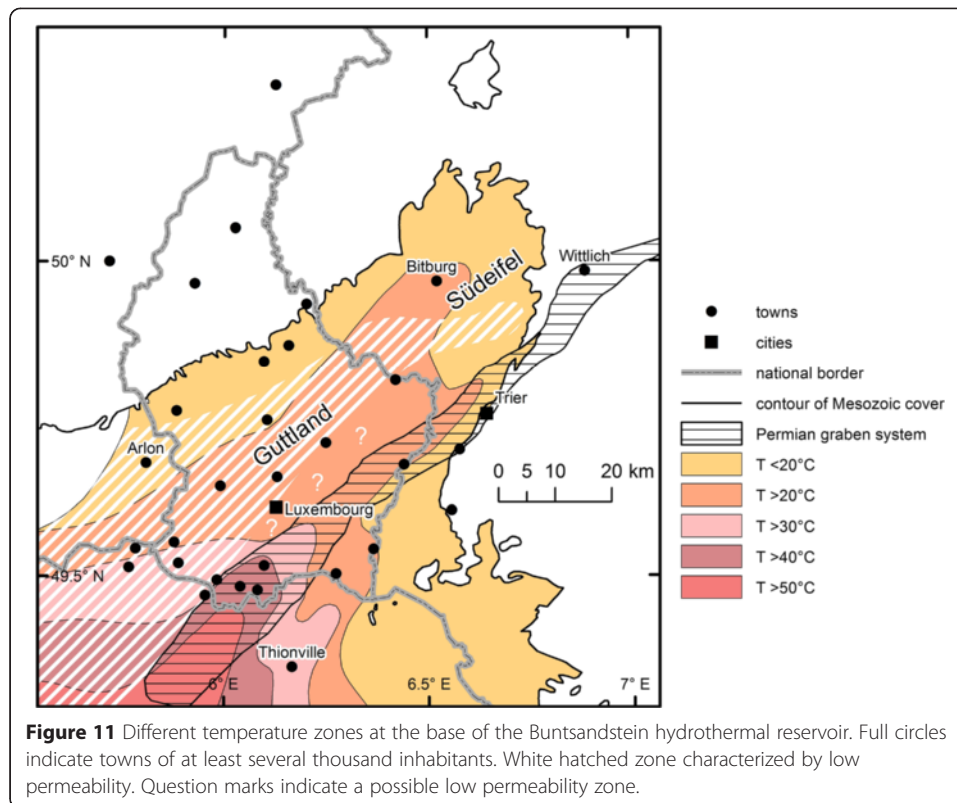 50° N
Bitburg
Südeifel
Wittlich
Trier
Guttland
?
?
?
Arlon
Luxembourg
49.5° N
Thionville
6° E
6.5° E
7° E
0 5 10 20 km
towns
cities
national border
contour of Mesozoic cover
Permian graben system
T <20°C
T >20°C
T >30°C
T >40°C
T >50°C
Figure 11 Different temperature zones at the base of the Buntsandstein hydrothermal reservoir. Full circles
indicate towns of at least several thousand inhabitants. White hatched zone characterized by low
permeability. Question marks indicate a possible low permeability zone.